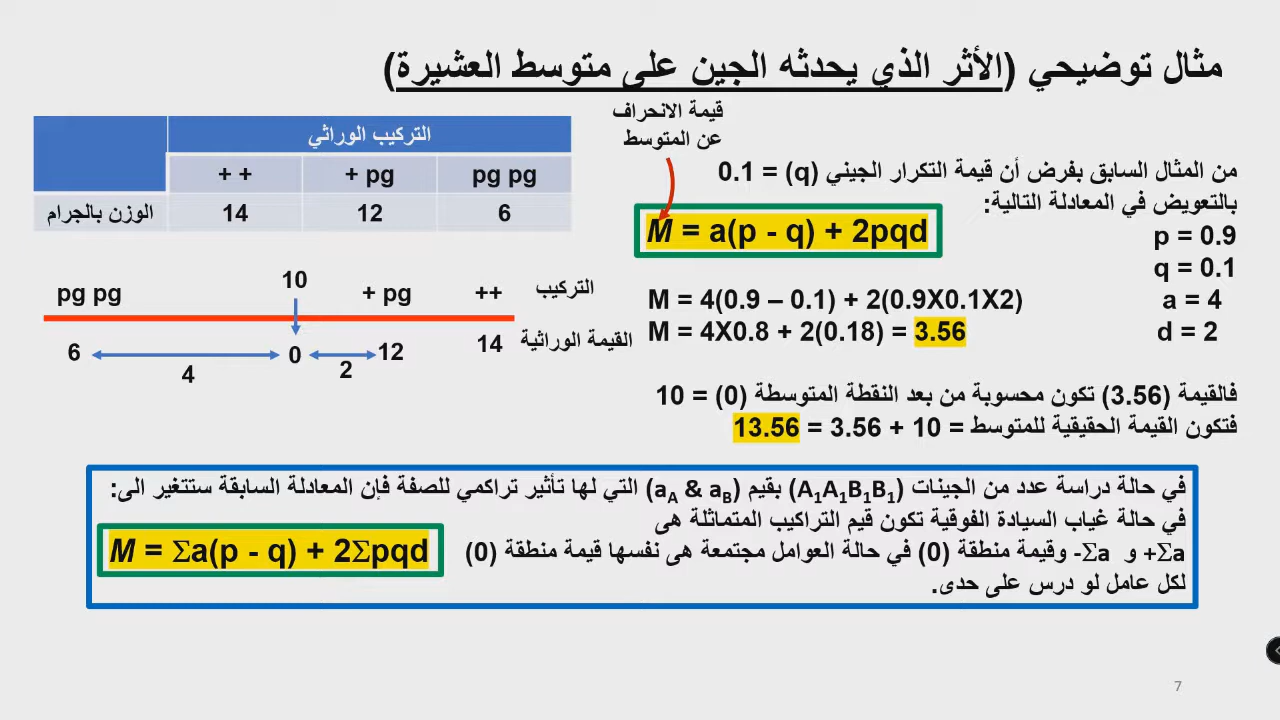 مثال توضيحي (الأثر الذي يحدثه الجين على متوسط العشيرة)
قيمة الانحراف
عن المتوسط
من المثال السابق بفرض أن قيمة التكرار الجيني (q) = 0.1
بالتعويض في المعادلة التالية:
M = a(p - q) + 2pqd
p = 0.9
q = 0.1
a = 4
d = 2
M = 4(0.9 – 0.1) + 2(0.9X0.1X2)
M = 4X0.8 + 2(0.18) = 3.56
فالقيمة (3.56) تكون محسوبة من بعد النقطة المتوسطة (0) = 10
فتكون القيمة الحقيقية للمتوسط = 10 + 3.56 = 13.56
التركيب الوراثي
+ + + pg pg pg
الوزن بالجرام 14 12 6
pg pg 10 + pg ++ التركيب
6 0 12 14 القيمة الوراثية
4 2
في حالة دراسة عدد من الجينات (A₁A₁B₁B₁) بقيم (aA & aB) التي لها تأثير تراكمي للصفة فإن المعادلة السابقة ستتغير الى:
في حالة غياب السيادة الفوقية تكون قيم التراكيب المتماثلة هى
+Σa و -Σa وقيمة منطقة (0) في حالة العوامل مجتمعة هى نفسها قيمة منطقة (0)
لكل عامل لو درس على حدى.
M = Σa(p - q) + 2Σpqd
7